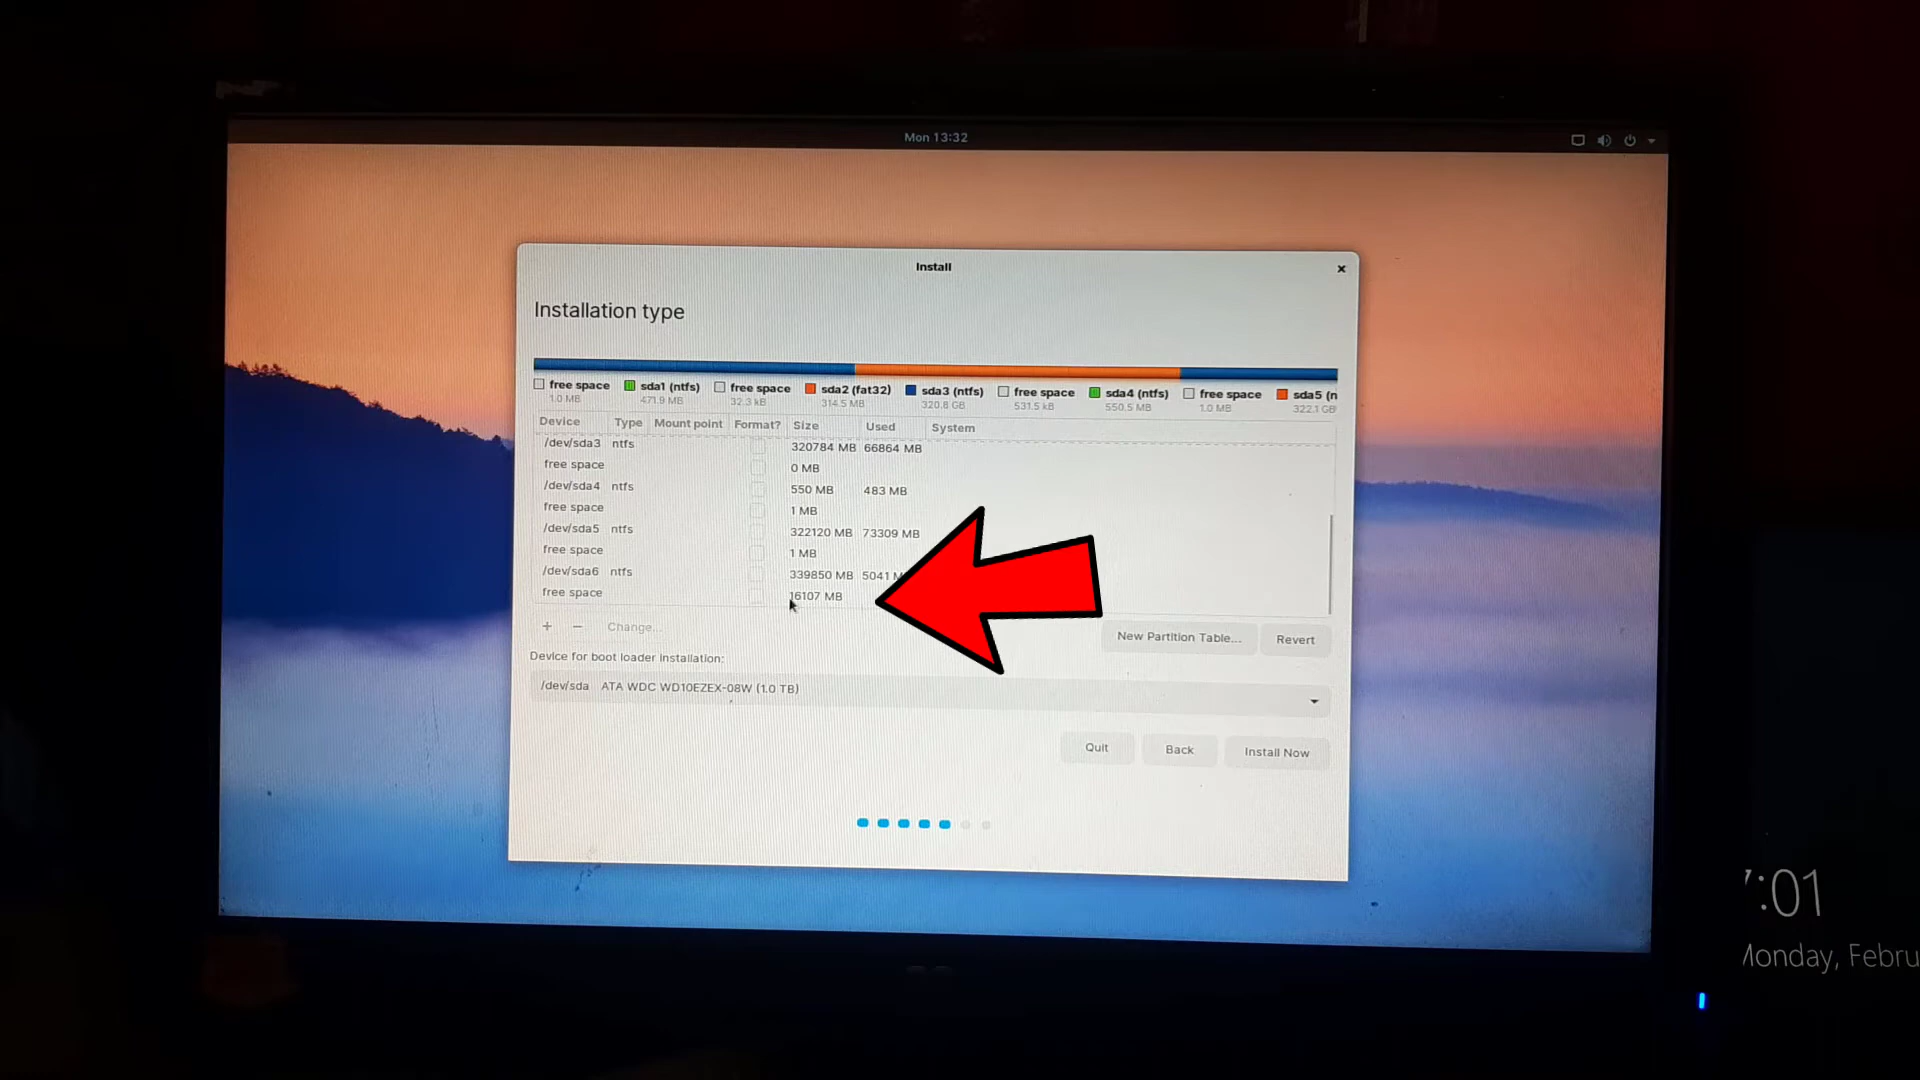 Mon 13:32
Install
Installation type
free space sda1 (ntfs) free space sda2 (fat32) sda3 (ntfs) free space sda4 (ntfs) free space sda5 (n
1.0 MB 471.9 MB 32.3 kB 314.5 MB 320.8 GB 531.5 kB 550.5 MB 1.0 MB 322.1 GB
Device Type Mount point Format? Size Used System
/dev/sda3 ntfs 320784 MB 66864 MB
free space 0 MB
/dev/sda4 ntfs 550 MB 483 MB
free space 1 MB
/dev/sda5 ntfs 322120 MB 73309 MB
free space 1 MB
/dev/sda6 ntfs 339850 MB 5041 M
free space 16107 MB
+ − Change...
New Partition Table... Revert
Device for boot loader installation:
/dev/sda ATA WDC WD10EZEX-08W (1.0 TB)
Quit Back Install Now
:01
Monday, Febru